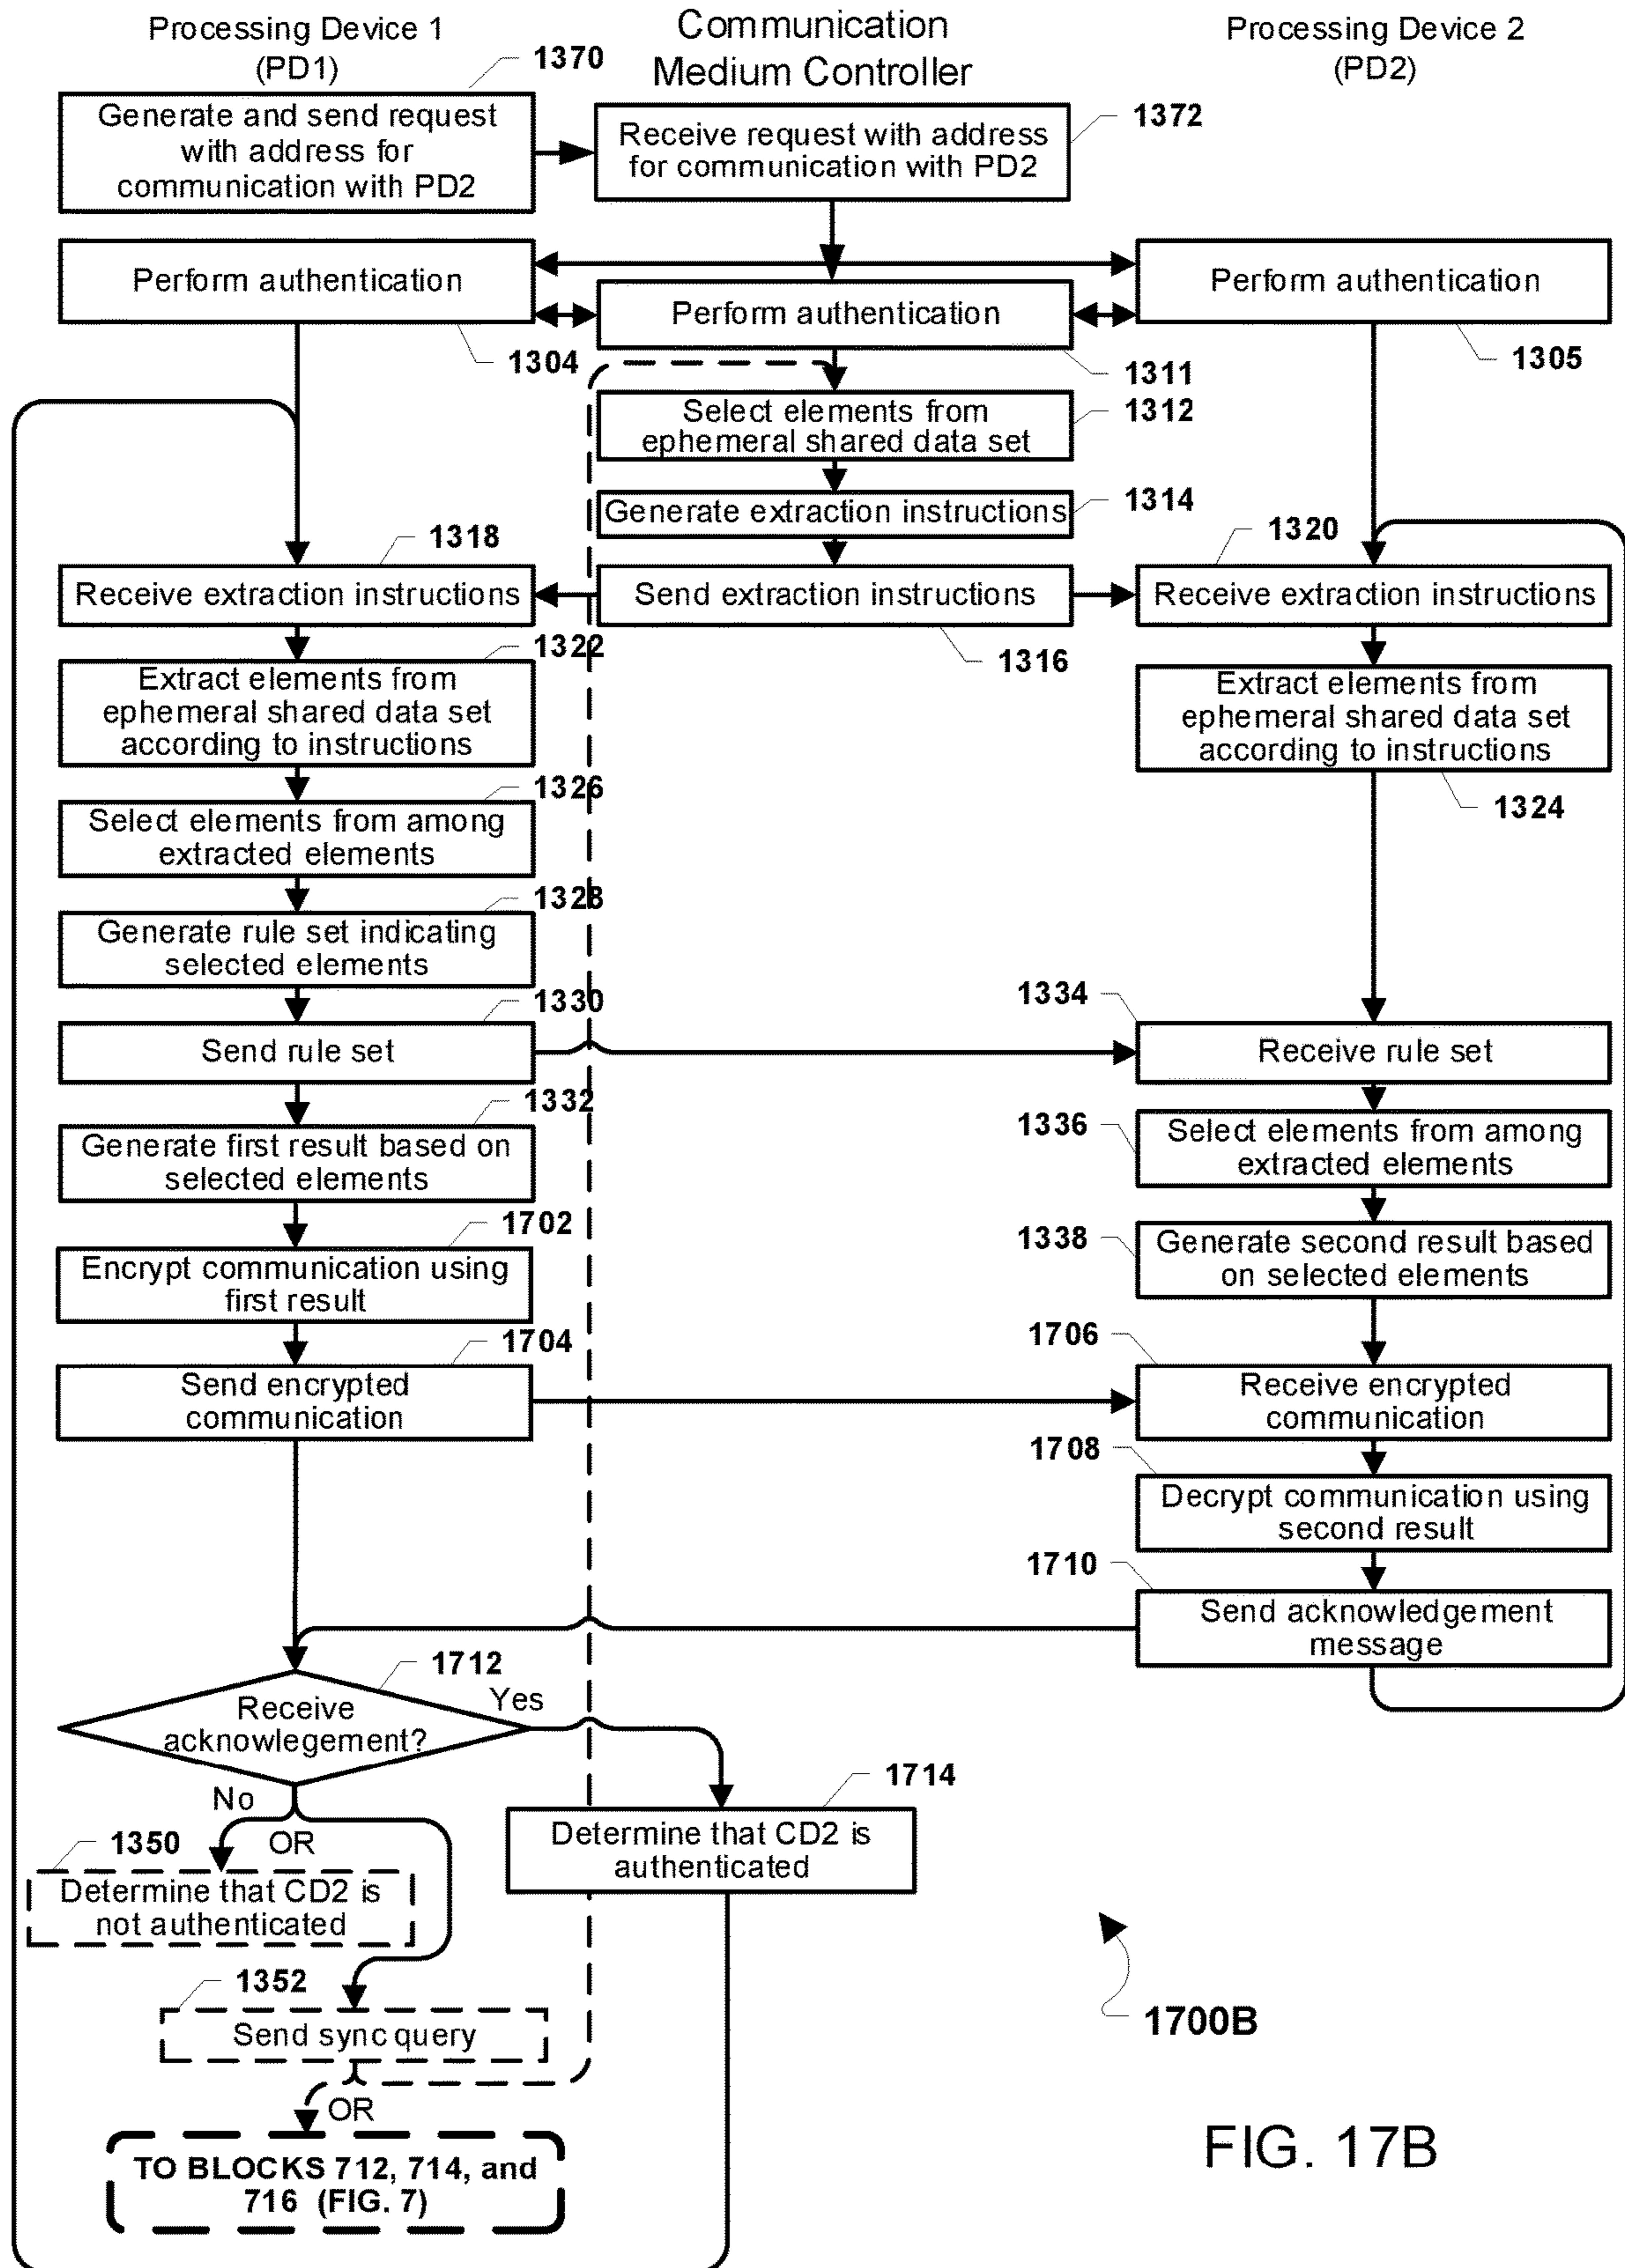 Processing Device 1
(PD1)
Communication
Medium Controller
Processing Device 2
(PD2)
1370
Generate and send request
with address for
communication with PD2
1372
Receive request with address
for communication with PD2
Perform authentication
1304
Perform authentication
1311
Perform authentication
1305
Select elements from
ephemeral shared data set
1312
Generate extraction instructions
1314
1318
Receive extraction instructions
Send extraction instructions
1316
1320
Receive extraction instructions
1322
Extract elements from
ephemeral shared data set
according to instructions
Extract elements from
ephemeral shared data set
according to instructions
1324
1326
Select elements from among
extracted elements
1328
Generate rule set indicating
selected elements
1330
Send rule set
1334
Receive rule set
1332
Generate first result based on
selected elements
1336
Select elements from among
extracted elements
1702
Encrypt communication using
first result
1338
Generate second result based
on selected elements
1704
Send encrypted
communication
1706
Receive encrypted
communication
1708
Decrypt communication using
second result
1710
Send acknowledgement
message
1712
Receive
acknowlegement?
Yes
No
OR
1714
Determine that CD2 is
authenticated
1350
Determine that CD2 is
not authenticated
1352
Send sync query
OR
TO BLOCKS 712, 714, and
716 (FIG. 7)
1700B
FIG. 17B